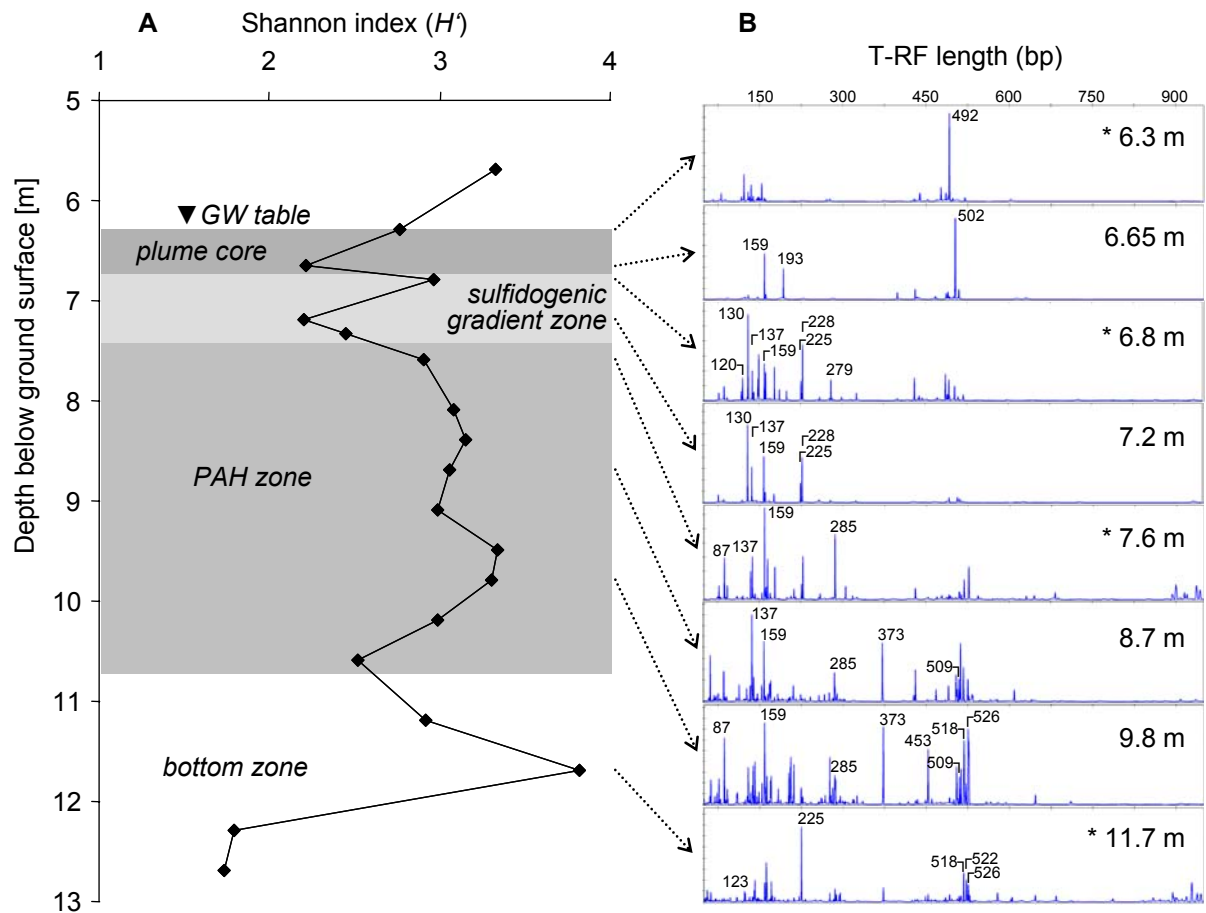 A Shannon index (H')
1 2 3 4
Depth below ground surface [m]
5
6
7
8
9
10
11
12
13
▼ GW table
plume core
sulfidogenic
gradient zone
PAH zone
bottom zone
B
T-RF length (bp)
150 300 450 600 750 900
492
* 6.3 m
502
159
193
6.65 m
130
137
228
225
159
120
279
* 6.8 m
130
137
228
159
225
7.2 m
159
285
87 137
* 7.6 m
137
159
373
285
509
8.7 m
87
159
373
526
518
453
509
285
9.8 m
225
518 522
526
123
* 11.7 m